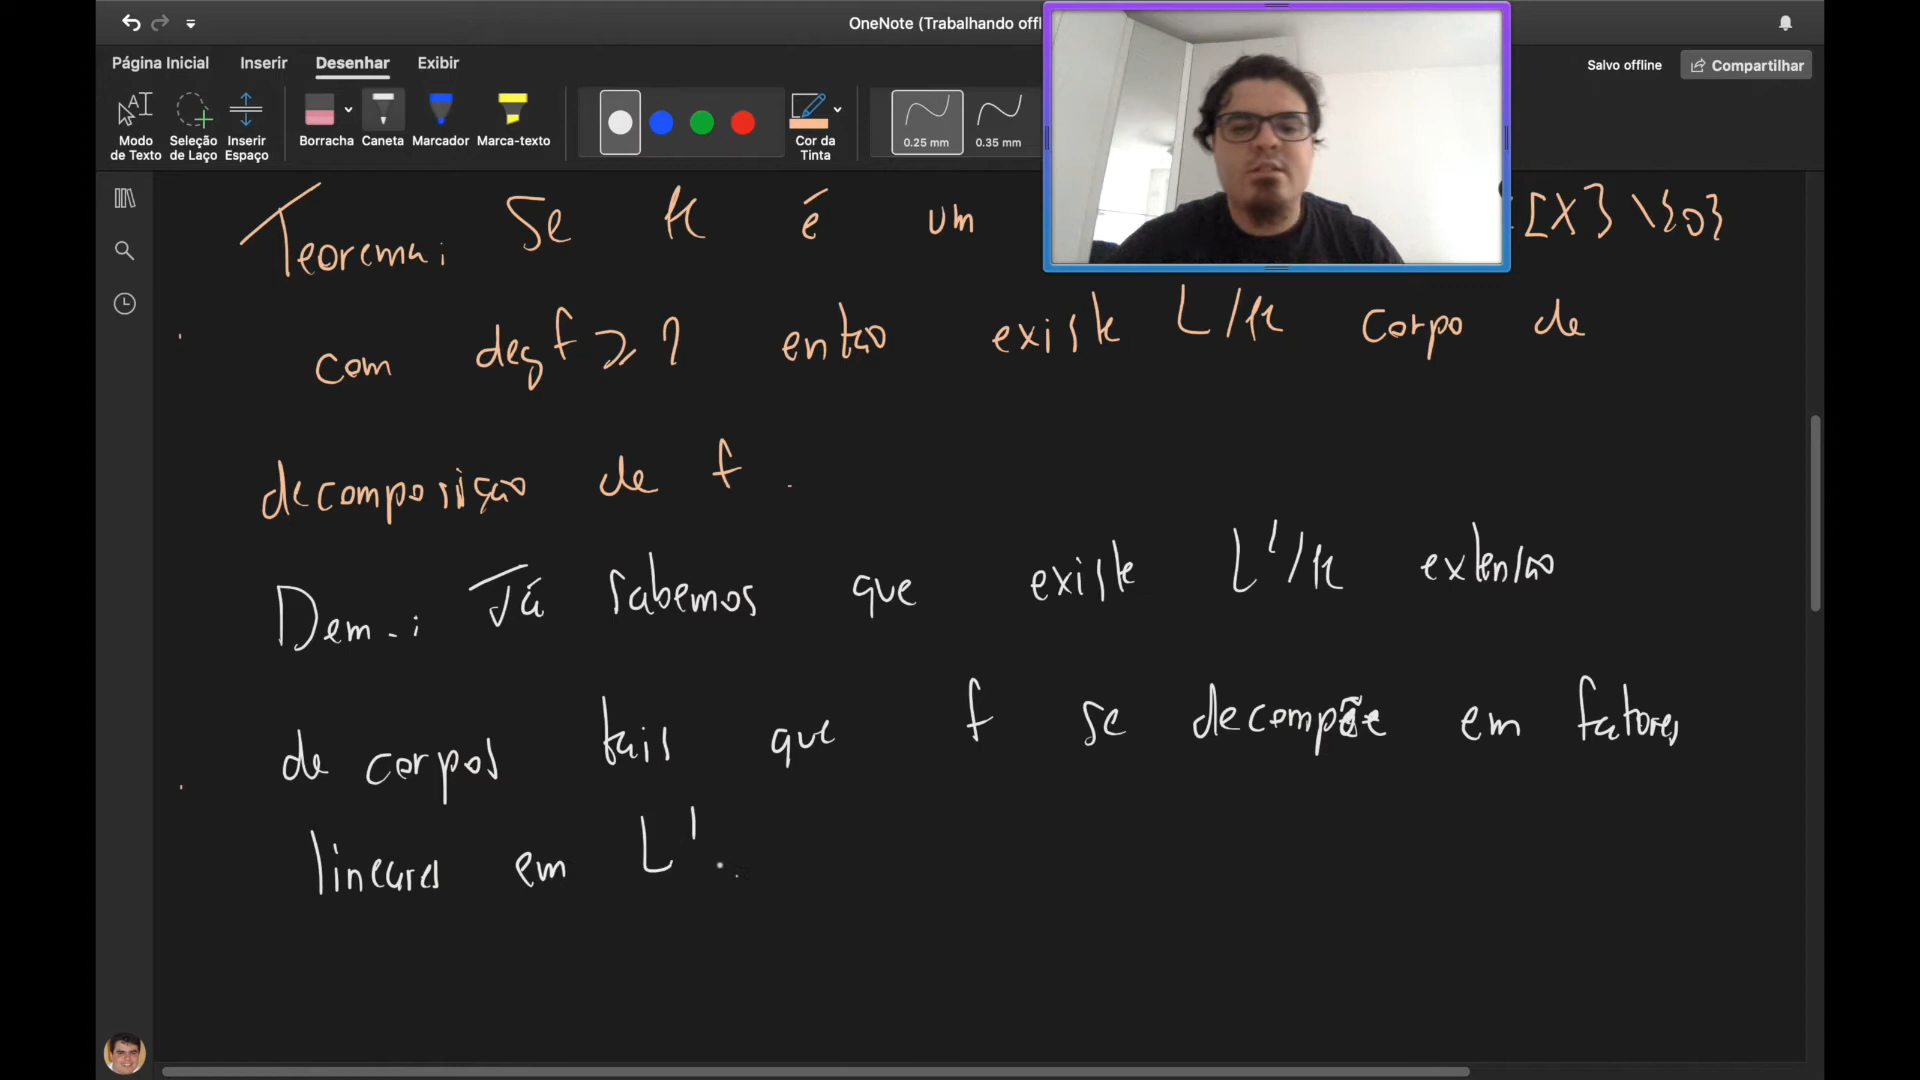 OneNote (Trabalhando offl
Página Inicial Inserir Desenhar Exibir
Salvo offline Compartilhar
Modo de Texto Seleção de Laço Inserir Espaço Borracha Caneta Marcador Marca-texto Cor da Tinta 0.25 mm 0.35 mm
Teorema: Se K é um [X] \ {0}
com deg f ≥ 1 então existe L/K corpo de
decomposição de f .
Dem.: Já sabemos que existe L'/K extensão
de corpos tais que f se decompõe em fatores
lineares em L'.